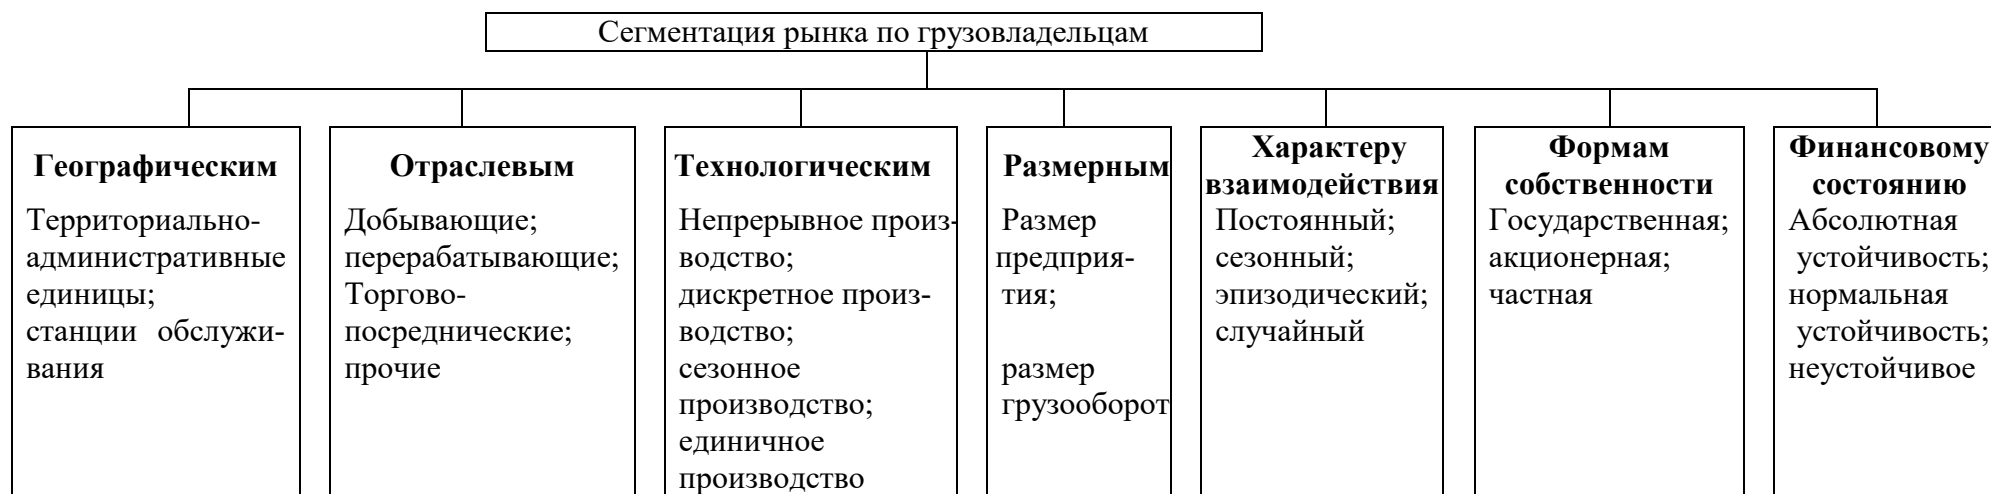 Сегментация рынка по грузовладельцам
Географическим
Территориально-
административные
единицы;
станции обслужи-
вания
Отраслевым
Добывающие;
перерабатывающие;
Торгово-
посреднические;
прочие
Технологическим
Непрерывное произ-
водство;
дискретное произ-
водство;
сезонное
производство;
единичное
производство
Размерным
Размер
предприя-
тия;
размер
грузооборот
Характеру
взаимодействия
Постоянный;
сезонный;
эпизодический;
случайный
Формам
собственности
Государственная;
акционерная;
частная
Финансовому
состоянию
Абсолютная
устойчивость;
нормальная
устойчивость;
неустойчивое